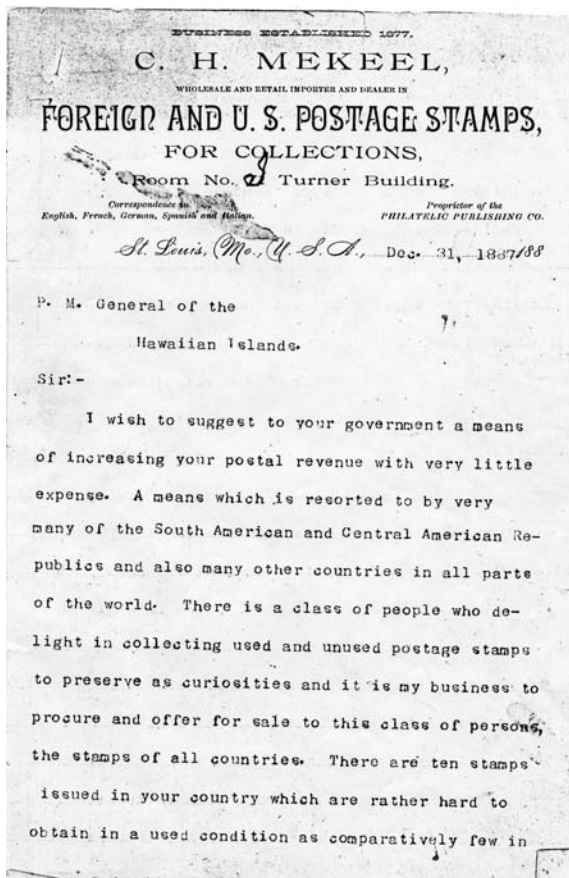 BUSINESS ESTABLISHED 1877.
C. H. MEKEEL,
WHOLESALE AND RETAIL IMPORTER AND DEALER IN
FOREIGN AND U. S. POSTAGE STAMPS,
FOR COLLECTIONS,
Room No. Turner Building.
Correspondence in
English, French, German, Spanish and Italian.
Proprietor of the
PHILATELIC PUBLISHING CO.
St. Louis, Mo., U. S. A., Dec. 31, 1887/188
P. M. General of the
Hawaiian Islands.
Sir:-
I wish to suggest to your government a means
of increasing your postal revenue with very little
expense. A means which is resorted to by very
many of the South American and Central American Re-
publics and also many other countries in all parts
of the world. There is a class of people who de-
light in collecting used and unused postage stamps
to preserve as curiosities and it is my business to
procure and offer for sale to this class of persons,
the stamps of all countries. There are ten stamps
issued in your country which are rather hard to
obtain in a used condition as comparatively few in